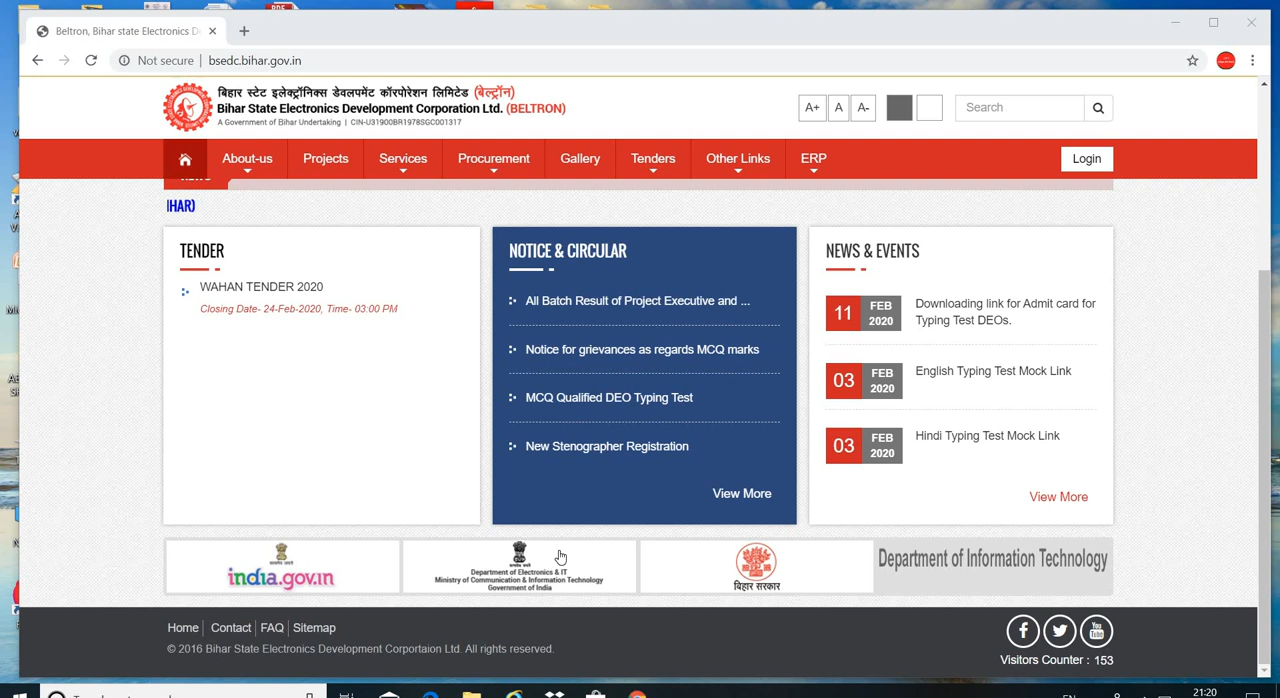 Beltron, Bihar state Electronics D
Not secure | bsedc.bihar.gov.in
बिहार स्टेट इलेक्ट्रॉनिक्स डेवलपमेंट कॉरपोरेशन लिमिटेड (बेल्ट्रॉन)
Bihar State Electronics Development Corporation Ltd. (BELTRON)
A Government of Bihar Undertaking | CIN-U31900BR1978SGC001317
A+ A A- Search
About-us Projects Services Procurement Gallery Tenders Other Links ERP Login
IHAR)
TENDER
WAHAN TENDER 2020
Closing Date- 24-Feb-2020, Time- 03:00 PM
NOTICE & CIRCULAR
All Batch Result of Project Executive and ...
Notice for grievances as regards MCQ marks
MCQ Qualified DEO Typing Test
New Stenographer Registration
View More
NEWS & EVENTS
11 FEB 2020
Downloading link for Admit card for
Typing Test DEOs.
03 FEB 2020
English Typing Test Mock Link
03 FEB 2020
Hindi Typing Test Mock Link
View More
india.gov.in
Department of Electronics & IT
Ministry of Communication & Information Technology
Government of India
बिहार सरकार
Department of Information Technology
Home | Contact | FAQ | Sitemap
© 2016 Bihar State Electronics Development Corportaion Ltd. All rights reserved.
You Tube
Visitors Counter : 153
21:20